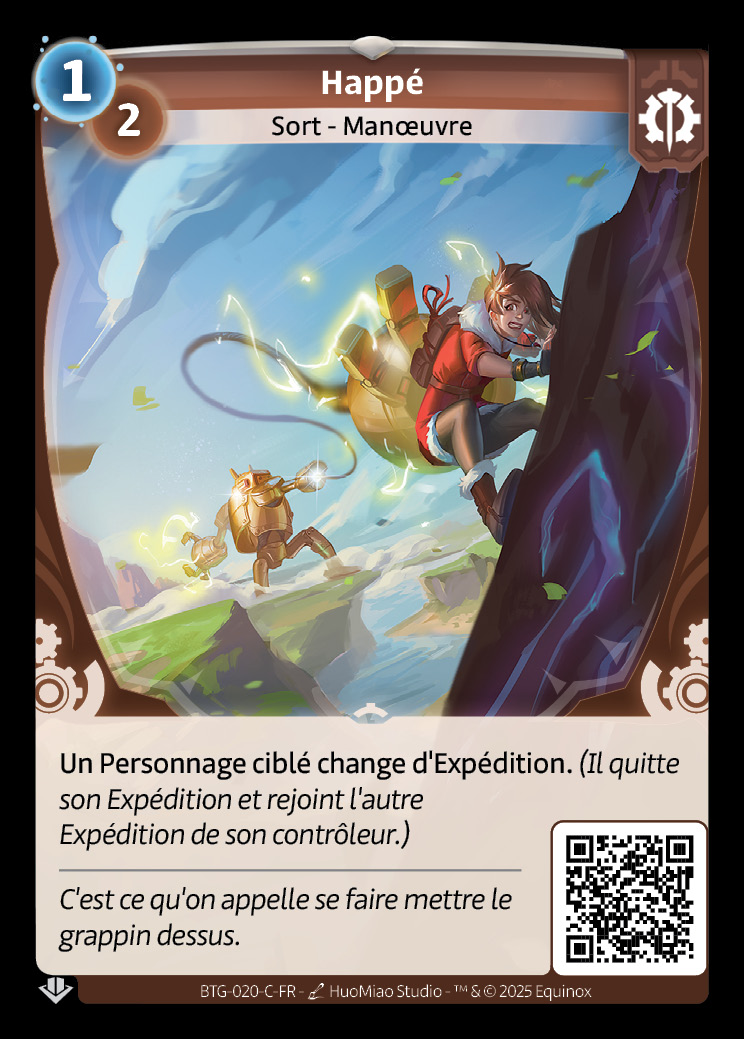 1
Happé
2
Sort - Manœuvre
Un Personnage ciblé change d'Expédition. (Il quitte
son Expédition et rejoint l'autre
Expédition de son contrôleur.)
C'est ce qu'on appelle se faire mettre le
grappin dessus.
BTG-020-C-FR - HuoMiao Studio - ™ & © 2025 Equinox